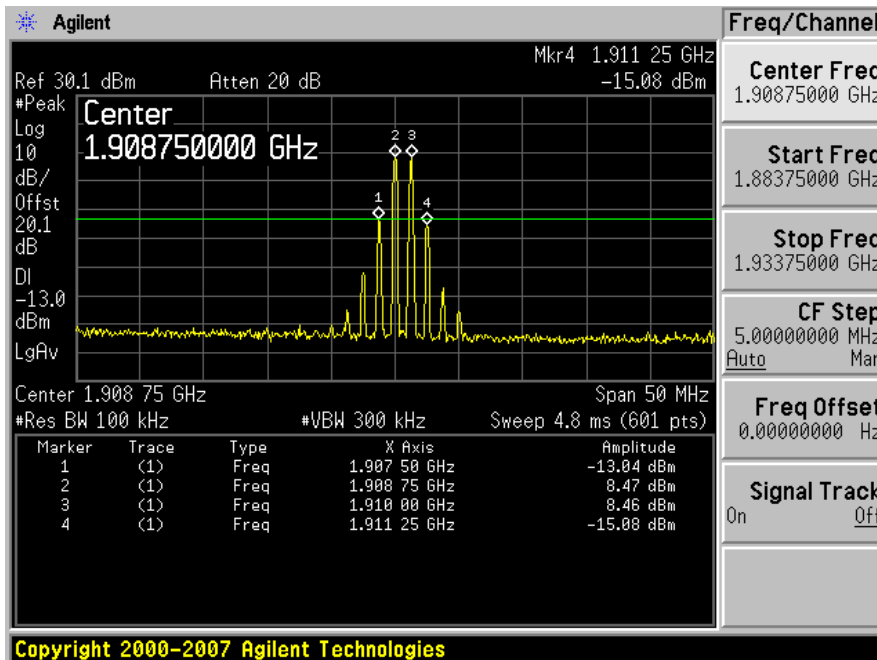 Agilent
Freq/Channel
Mkr4 1.911 25 GHz
Ref 30.1 dBm Atten 20 dB -15.08 dBm
#Peak
Log
10
dB/
Offst
20.1
dB
DI
-13.0
dBm
LgAv
Center
1.908750000 GHz
1
2
3
4
Center 1.908 75 GHz Span 50 MHz
#Res BW 100 kHz #VBW 300 kHz Sweep 4.8 ms (601 pts)
Marker Trace Type X Axis Amplitude
1 (1) Freq 1.907 50 GHz -13.04 dBm
2 (1) Freq 1.908 75 GHz 8.47 dBm
3 (1) Freq 1.910 00 GHz 8.46 dBm
4 (1) Freq 1.911 25 GHz -15.08 dBm
Center Freq
1.90875000 GHz
Start Freq
1.88375000 GHz
Stop Freq
1.93375000 GHz
CF Step
5.00000000 MHz
Auto Man
Freq Offset
0.00000000 Hz
Signal Track
On Off
Copyright 2000-2007 Agilent Technologies